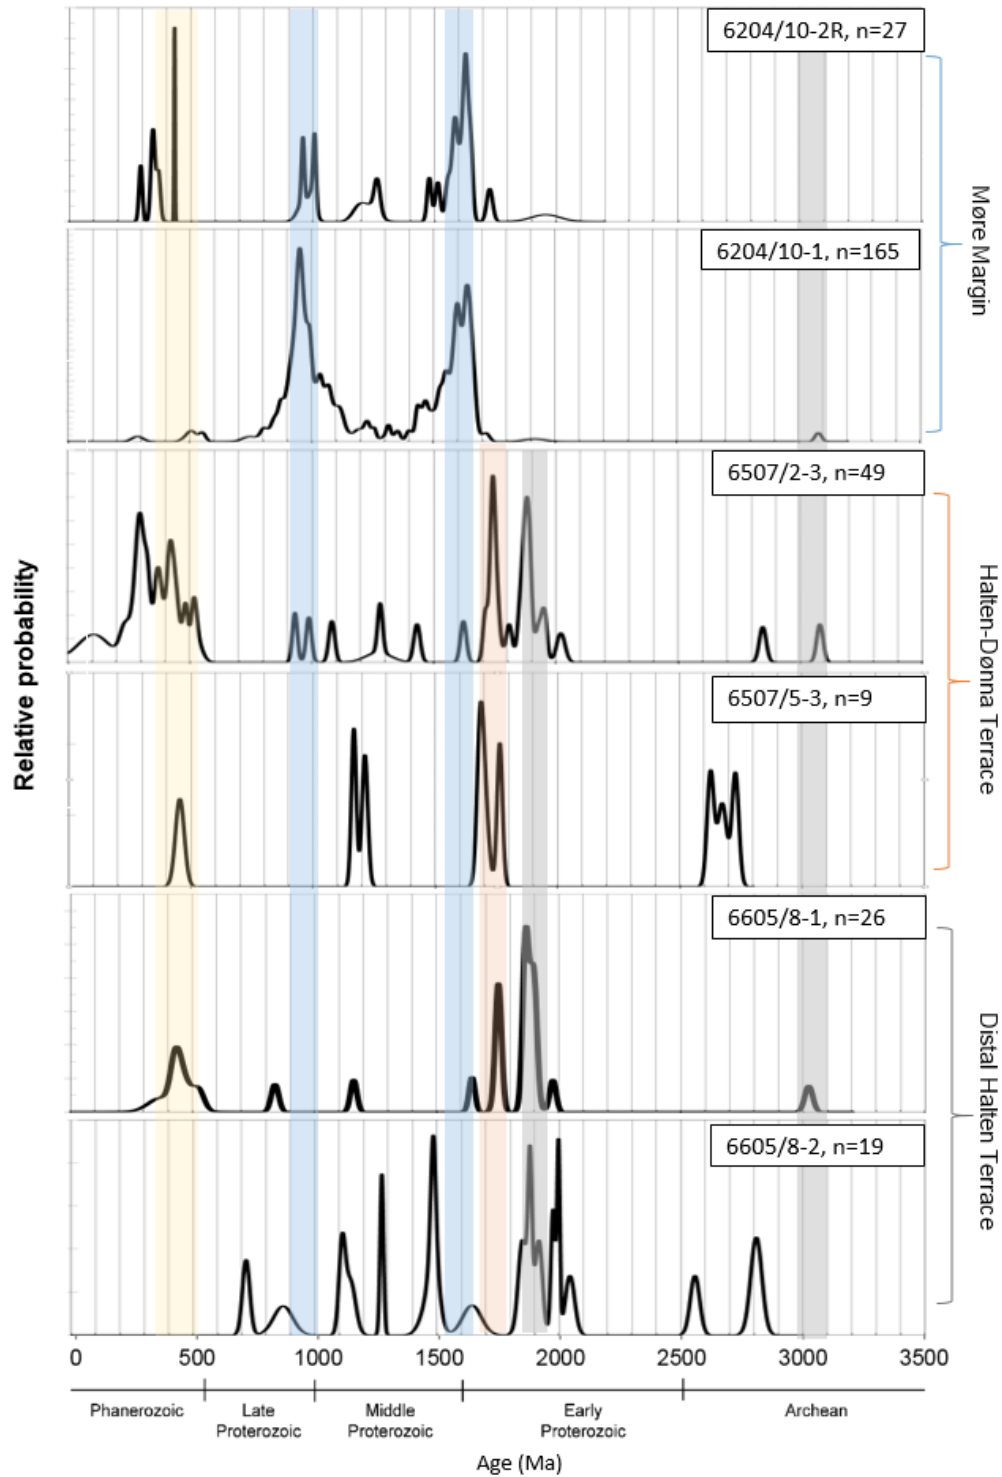 6204/10-2R, n=27
6204/10-1, n=165
Møre Margin
6507/2-3, n=49
6507/5-3, n=9
Halten-Dønna Terrace
6605/8-1, n=26
6605/8-2, n=19
Distal Halten Terrace
Relative probability
0 500 1000 1500 2000 2500 3000 3500
Phanerozoic Late Middle Early Archean
Proterozoic Proterozoic Proterozoic
Age (Ma)